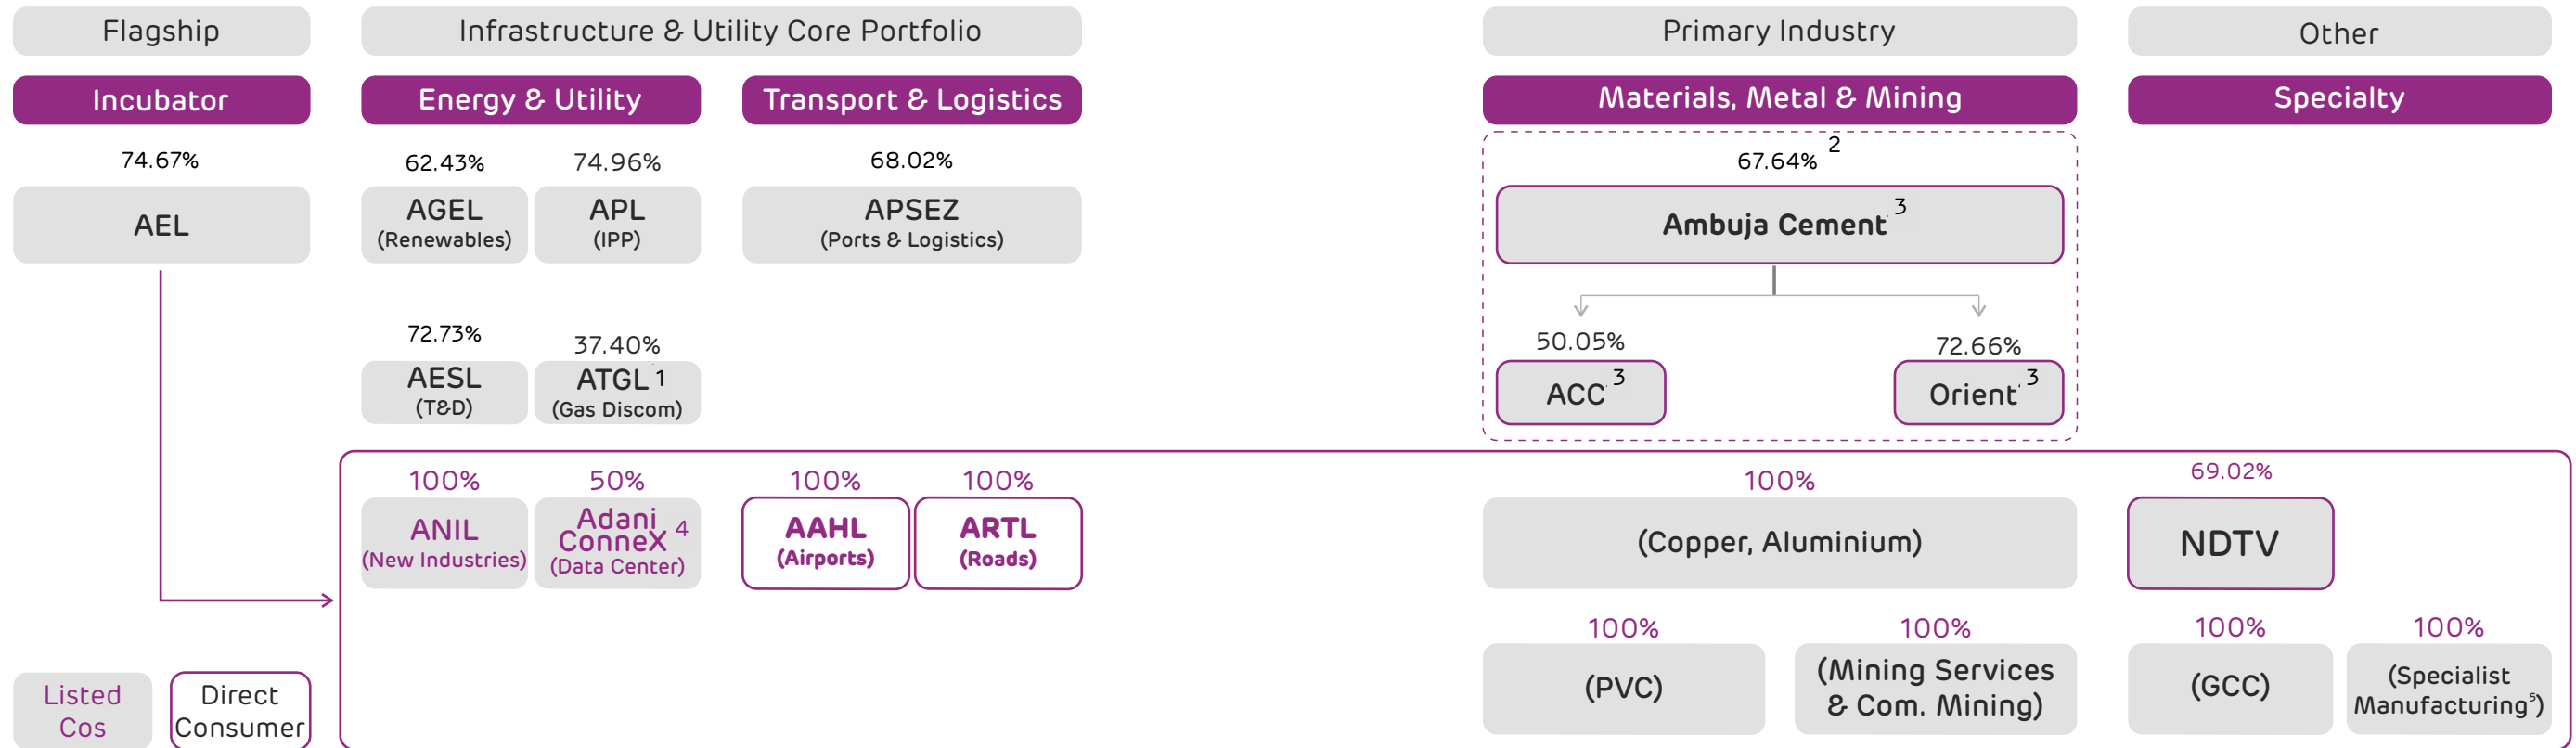 Flagship
Infrastructure & Utility Core Portfolio
Primary Industry
Other
Incubator
Energy & Utility
Transport & Logistics
Materials, Metal & Mining
Specialty
74.67%
62.43%
74.96%
68.02%
67.64% 2
AEL
AGEL
(Renewables)
APL
(IPP)
APSEZ
(Ports & Logistics)
Ambuja Cement 3
72.73%
37.40%
50.05%
72.66%
AESL
(T&D)
ATGL 1
(Gas Discom)
ACC 3
Orient 3
100%
50%
100%
100%
100%
69.02%
ANIL
(New Industries)
Adani
ConneX 4
(Data Center)
AAHL
(Airports)
ARTL
(Roads)
(Copper, Aluminium)
NDTV
100%
100%
100%
100%
(PVC)
(Mining Services
& Com. Mining)
(GCC)
(Specialist
Manufacturing5)
Listed
Cos
Direct
Consumer